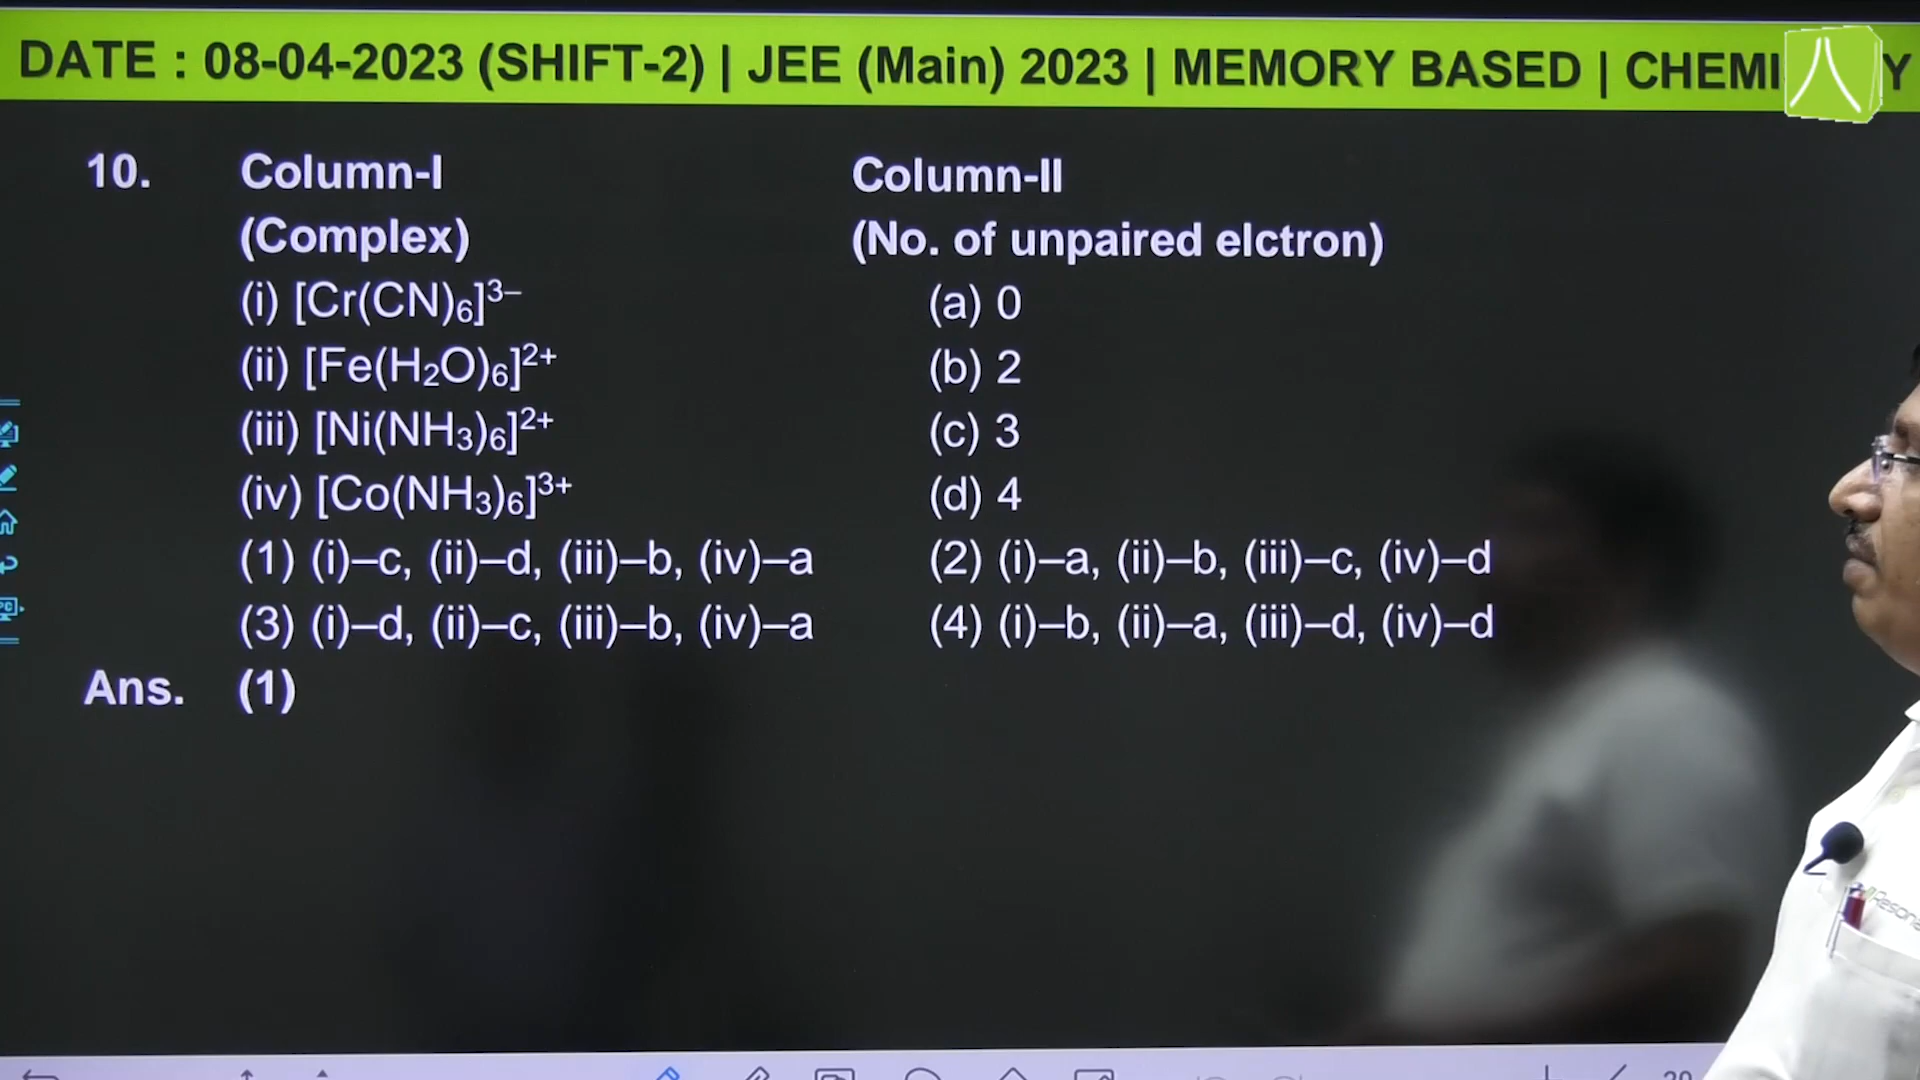 DATE : 08-04-2023 (SHIFT-2) | JEE (Main) 2023 | MEMORY BASED | CHEMI Y
10. Column-I Column-II
(Complex) (No. of unpaired elctron)
(i) [Cr(CN)₆]³⁻ (a) 0
(ii) [Fe(H₂O)₆]²⁺ (b) 2
(iii) [Ni(NH₃)₆]²⁺ (c) 3
(iv) [Co(NH₃)₆]³⁺ (d) 4
(1) (i)–c, (ii)–d, (iii)–b, (iv)–a (2) (i)–a, (ii)–b, (iii)–c, (iv)–d
(3) (i)–d, (ii)–c, (iii)–b, (iv)–a (4) (i)–b, (ii)–a, (iii)–d, (iv)–d
Ans. (1)